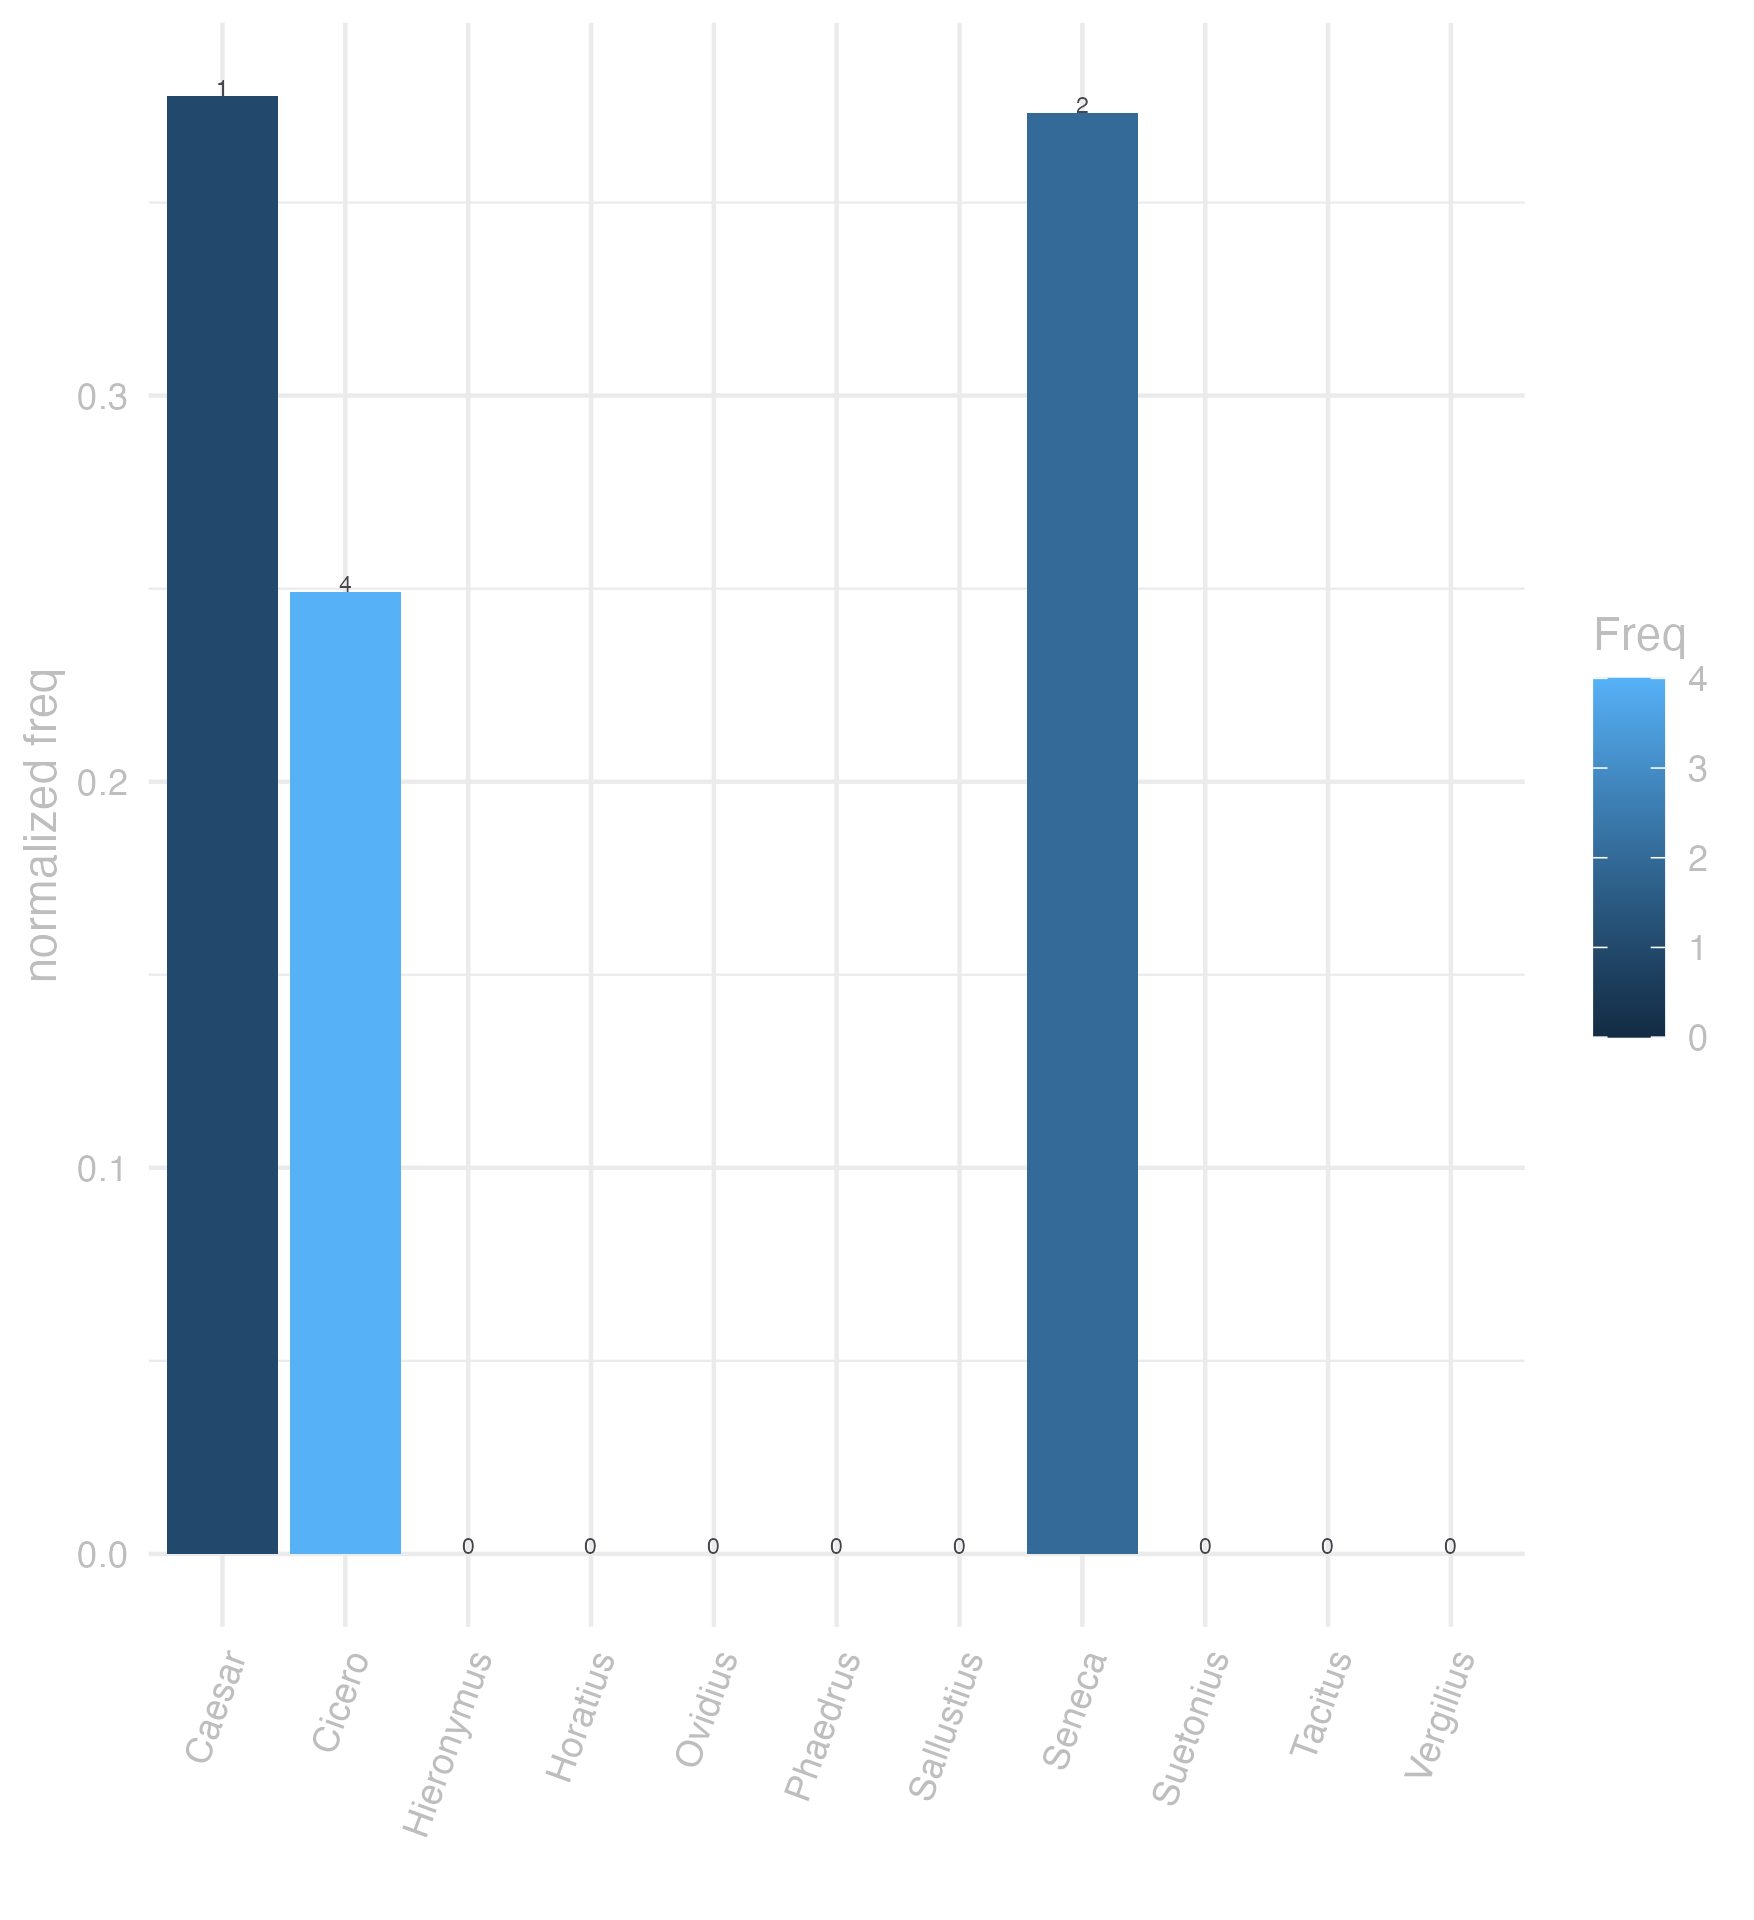 1
2
4
0 0 0 0 0 0 0 0
normalized freq
0.3
0.2
0.1
0.0
Caesar
Cicero
Hieronymus
Horatius
Ovidius
Phaedrus
Sallustius
Seneca
Suetonius
Tacitus
Vergilius
Freq
4
3
2
1
0